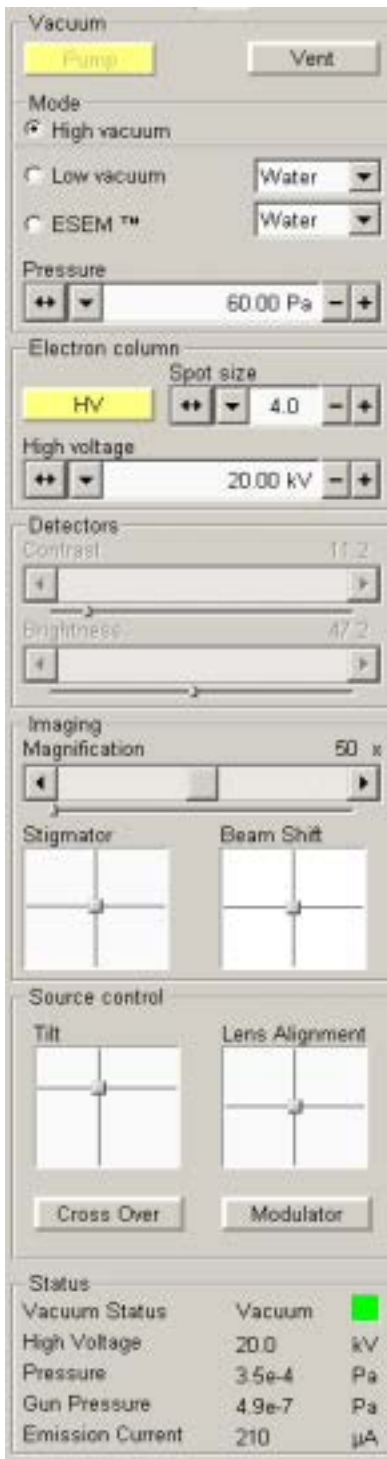 Vacuum
Pump Vent
Mode
High vacuum
Low vacuum Water
ESEM ™ Water
Pressure
60.00 Pa
Electron column
Spot size
HV 4.0
High voltage
20.00 kV
Detectors
Contrast 11.2
Brightness 47.2
Imaging
Magnification 50 x
Stigmator Beam Shift
Source control
Tilt Lens Alignment
Cross Over Modulator
Status
Vacuum Status Vacuum
High Voltage 20.0 kV
Pressure 3.5e-4 Pa
Gun Pressure 4.9e-7 Pa
Emission Current 210 µA